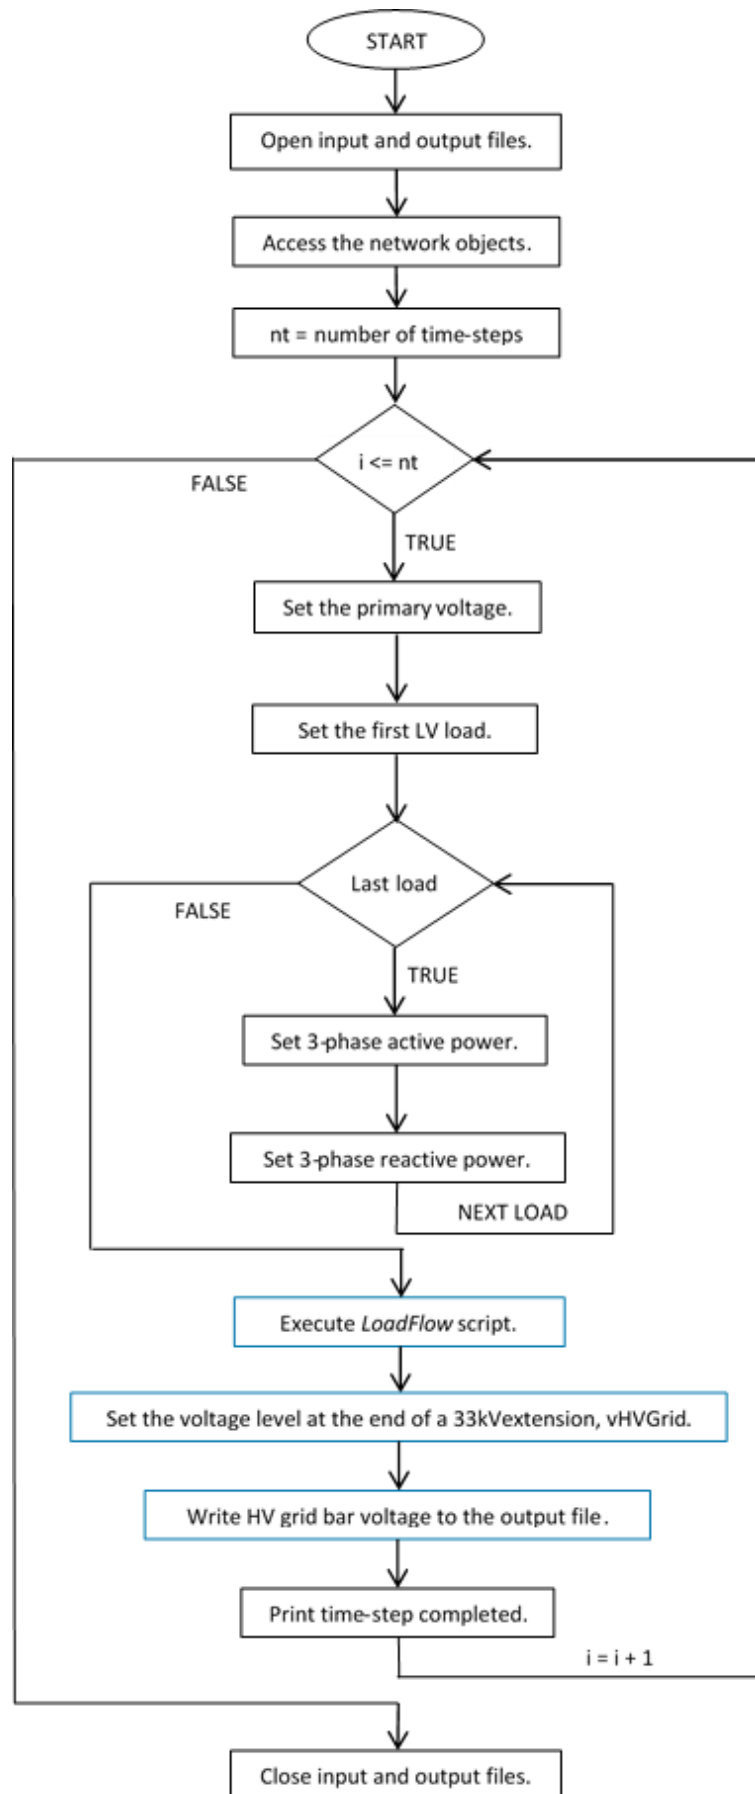 START
Open input and output files.
Access the network objects.
nt = number of time-steps
i <= nt
FALSE
TRUE
Set the primary voltage.
Set the first LV load.
Last load
FALSE
TRUE
Set 3-phase active power.
Set 3-phase reactive power.
NEXT LOAD
Execute LoadFlow script.
Set the voltage level at the end of a 33kVextension, vHVGrid.
Write HV grid bar voltage to the output file.
Print time-step completed.
i = i + 1
Close input and output files.